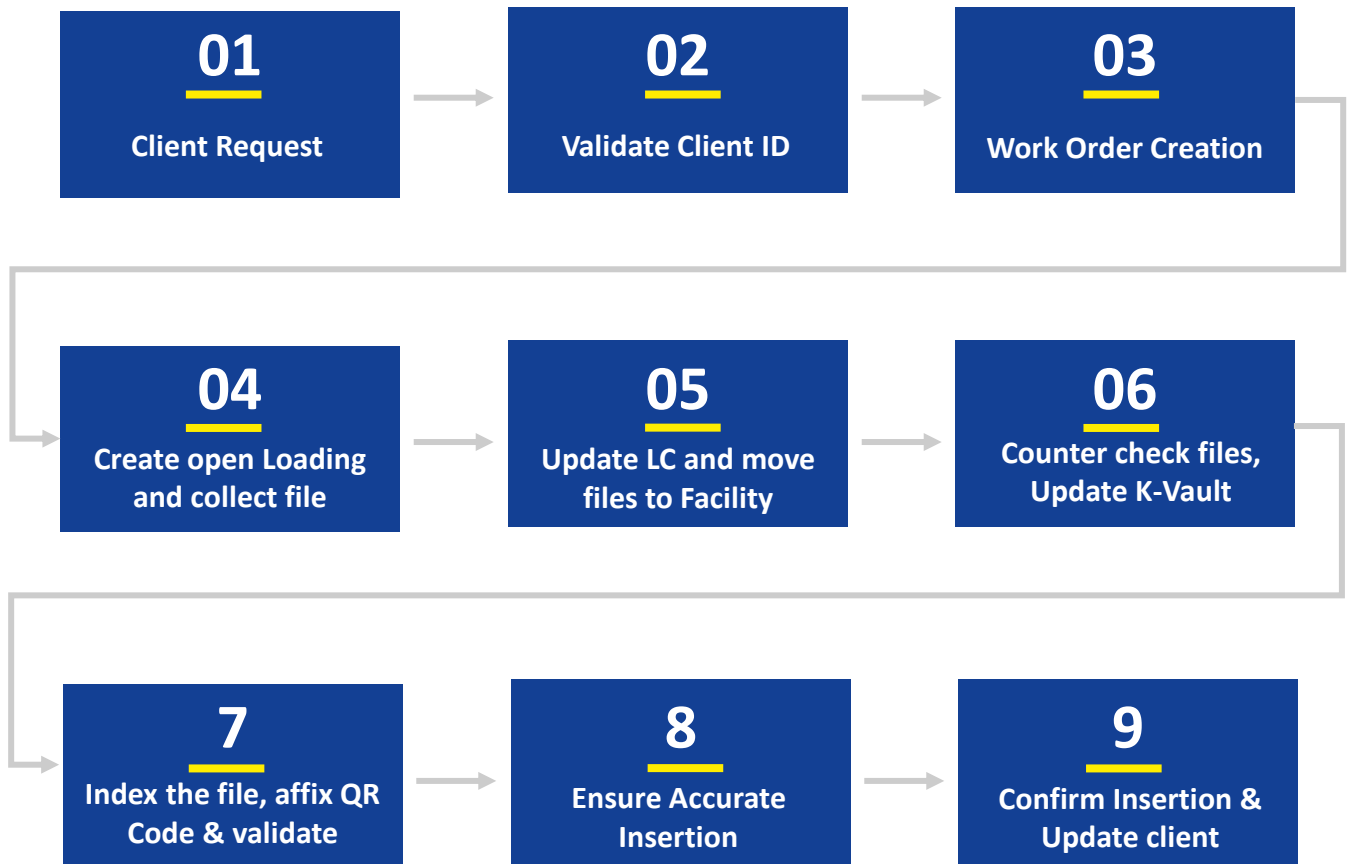 01
Client Request
02
Validate Client ID
03
Work Order Creation
04
Create open Loading
and collect file
05
Update LC and move
files to Facility
06
Counter check files,
Update K-Vault
7
Index the file, affix QR
Code & validate
8
Ensure Accurate
Insertion
9
Confirm Insertion &
Update client